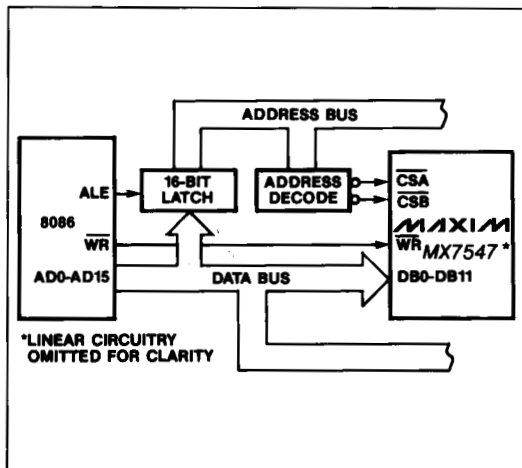 ADDRESS BUS
ALE
16-BIT
LATCH
ADDRESS
DECODE
CSA
CSB
8086
MAXIM
WR
WR
MX7547 *
AD0-AD15
DATA BUS
DB0-DB11
*LINEAR CIRCUITRY
OMITTED FOR CLARITY